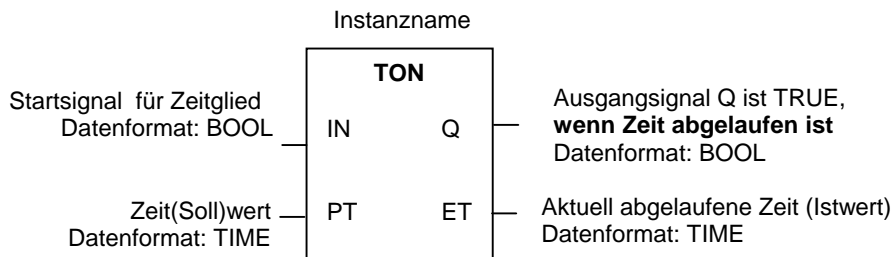 Instanzname
TON
Startsignal für Zeitglied
Datenformat: BOOL
IN
Q
Ausgangsignal Q ist TRUE,
wenn Zeit abgelaufen ist
Datenformat: BOOL
Zeit(Soll)wert
Datenformat: TIME
PT
ET
Aktuell abgelaufene Zeit (Istwert)
Datenformat: TIME